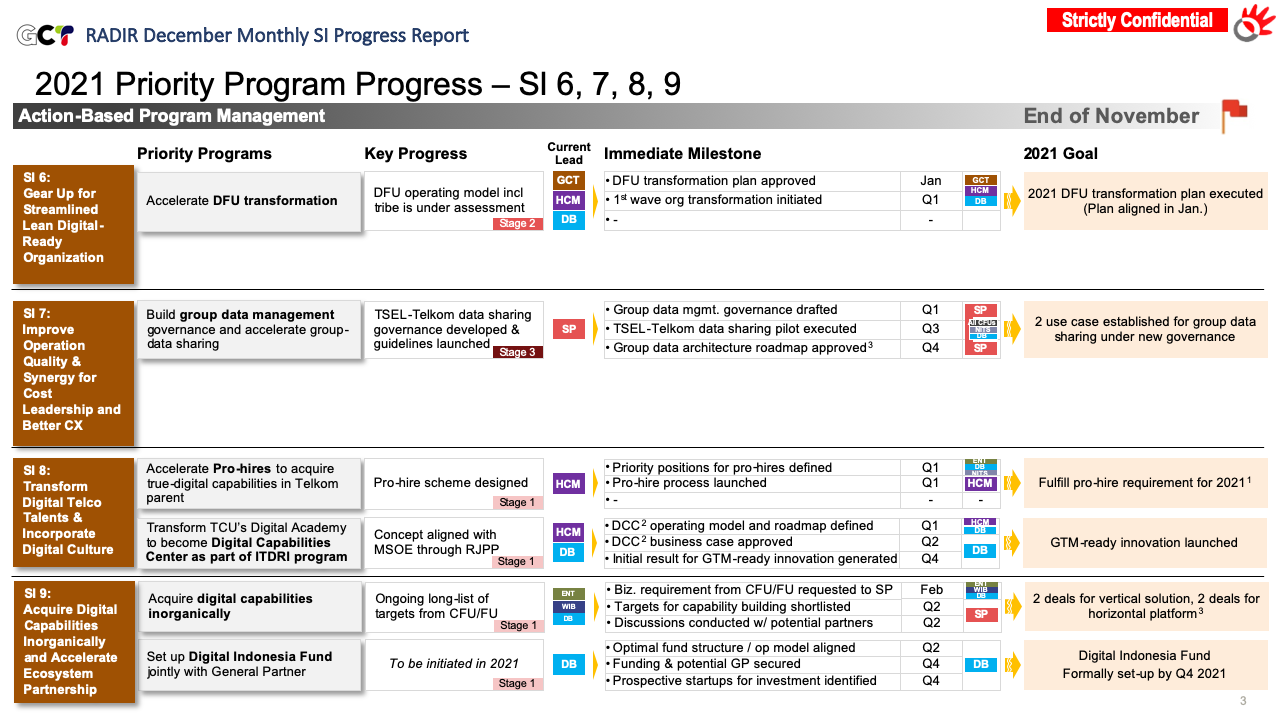 GCT RADIR December Monthly SI Progress Report
Strictly Confidential
2021 Priority Program Progress – SI 6, 7, 8, 9
Action-Based Program Management
End of November
Priority Programs
Key Progress
Current
Lead
Immediate Milestone
2021 Goal
SI 6:
Gear Up for
Streamlined
Lean Digital-
Ready
Organization
Accelerate DFU transformation
DFU operating model incl
tribe is under assessment
Stage 2
GCT
HCM
DB
• DFU transformation plan approved
Jan
• 1st wave org transformation initiated
Q1
• -
-
GCT
HCM
DB
2021 DFU transformation plan executed
(Plan aligned in Jan.)
SI 7:
Improve
Operation
Quality &
Synergy for
Cost
Leadership and
Better CX
Build group data management
governance and accelerate group-
data sharing
TSEL-Telkom data sharing
governance developed &
guidelines launched
Stage 3
SP
• Group data mgmt. governance drafted
Q1
SP
• TSEL-Telkom data sharing pilot executed
Q3
All CFUs
NITS
DB
• Group data architecture roadmap approved3
Q4
SP
2 use case established for group data
sharing under new governance
SI 8:
Transform
Digital Telco
Talents &
Incorporate
Digital Culture
Accelerate Pro-hires to acquire
true-digital capabilities in Telkom
parent
Pro-hire scheme designed
Stage 1
HCM
• Priority positions for pro-hires defined
Q1
ENT
DB
NITS
• Pro-hire process launched
Q1
HCM
• -
-
-
Fulfill pro-hire requirement for 20211
Transform TCU's Digital Academy
to become Digital Capabilities
Center as part of ITDRI program
Concept aligned with
MSOE through RJPP
Stage 1
HCM
DB
• DCC2 operating model and roadmap defined
Q1
HCM
DB
• DCC2 business case approved
Q2
• Initial result for GTM-ready innovation generated
Q4
DB
GTM-ready innovation launched
SI 9:
Acquire Digital
Capabilities
Inorganically
and Accelerate
Ecosystem
Partnership
Acquire digital capabilities
inorganically
Ongoing long-list of
targets from CFU/FU
Stage 1
ENT
WIB
DB
• Biz. requirement from CFU/FU requested to SP
Feb
ENT
WIB
DB
• Targets for capability building shortlisted
Q2
• Discussions conducted w/ potential partners
Q2
SP
2 deals for vertical solution, 2 deals for
horizontal platform3
Set up Digital Indonesia Fund
jointly with General Partner
To be initiated in 2021
Stage 1
DB
• Optimal fund structure / op model aligned
Q2
• Funding & potential GP secured
Q4
• Prospective startups for investment identified
Q4
DB
Digital Indonesia Fund
Formally set-up by Q4 2021
3